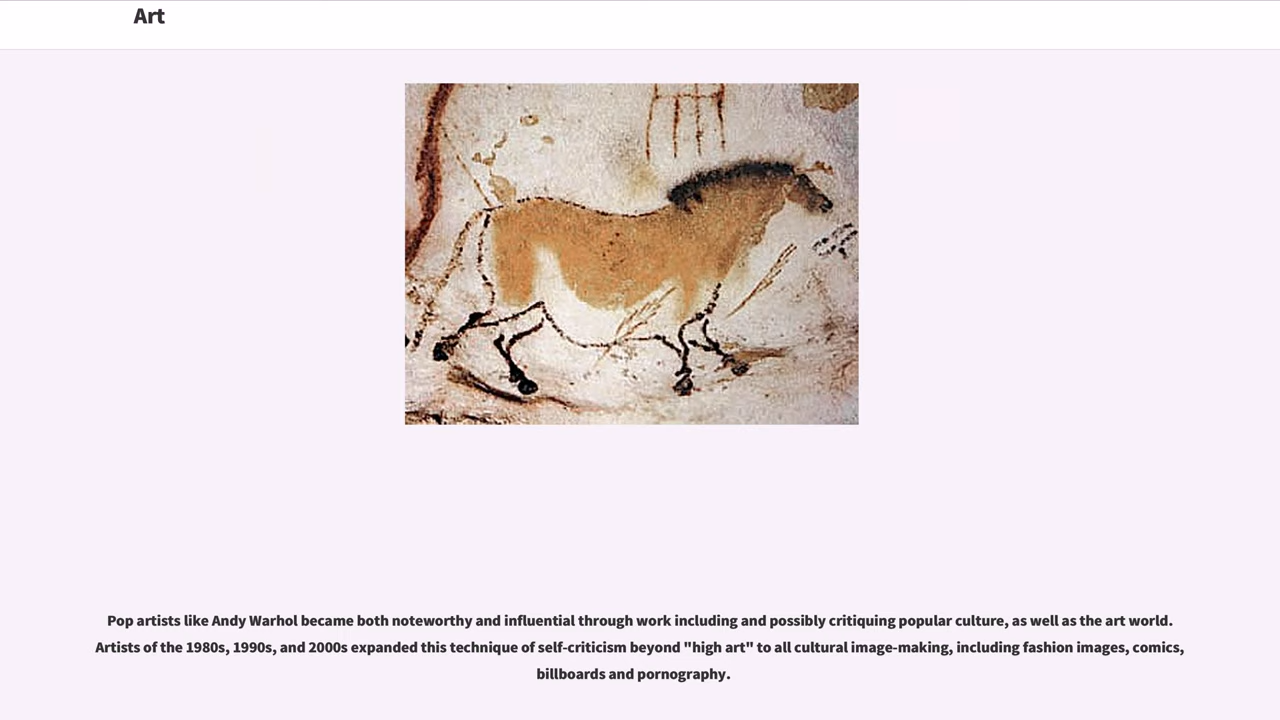 Art
Pop artists like Andy Warhol became both noteworthy and influential through work including and possibly critiquing popular culture, as well as the art world.
Artists of the 1980s, 1990s, and 2000s expanded this technique of self-criticism beyond "high art" to all cultural image-making, including fashion images, comics,
billboards and pornography.